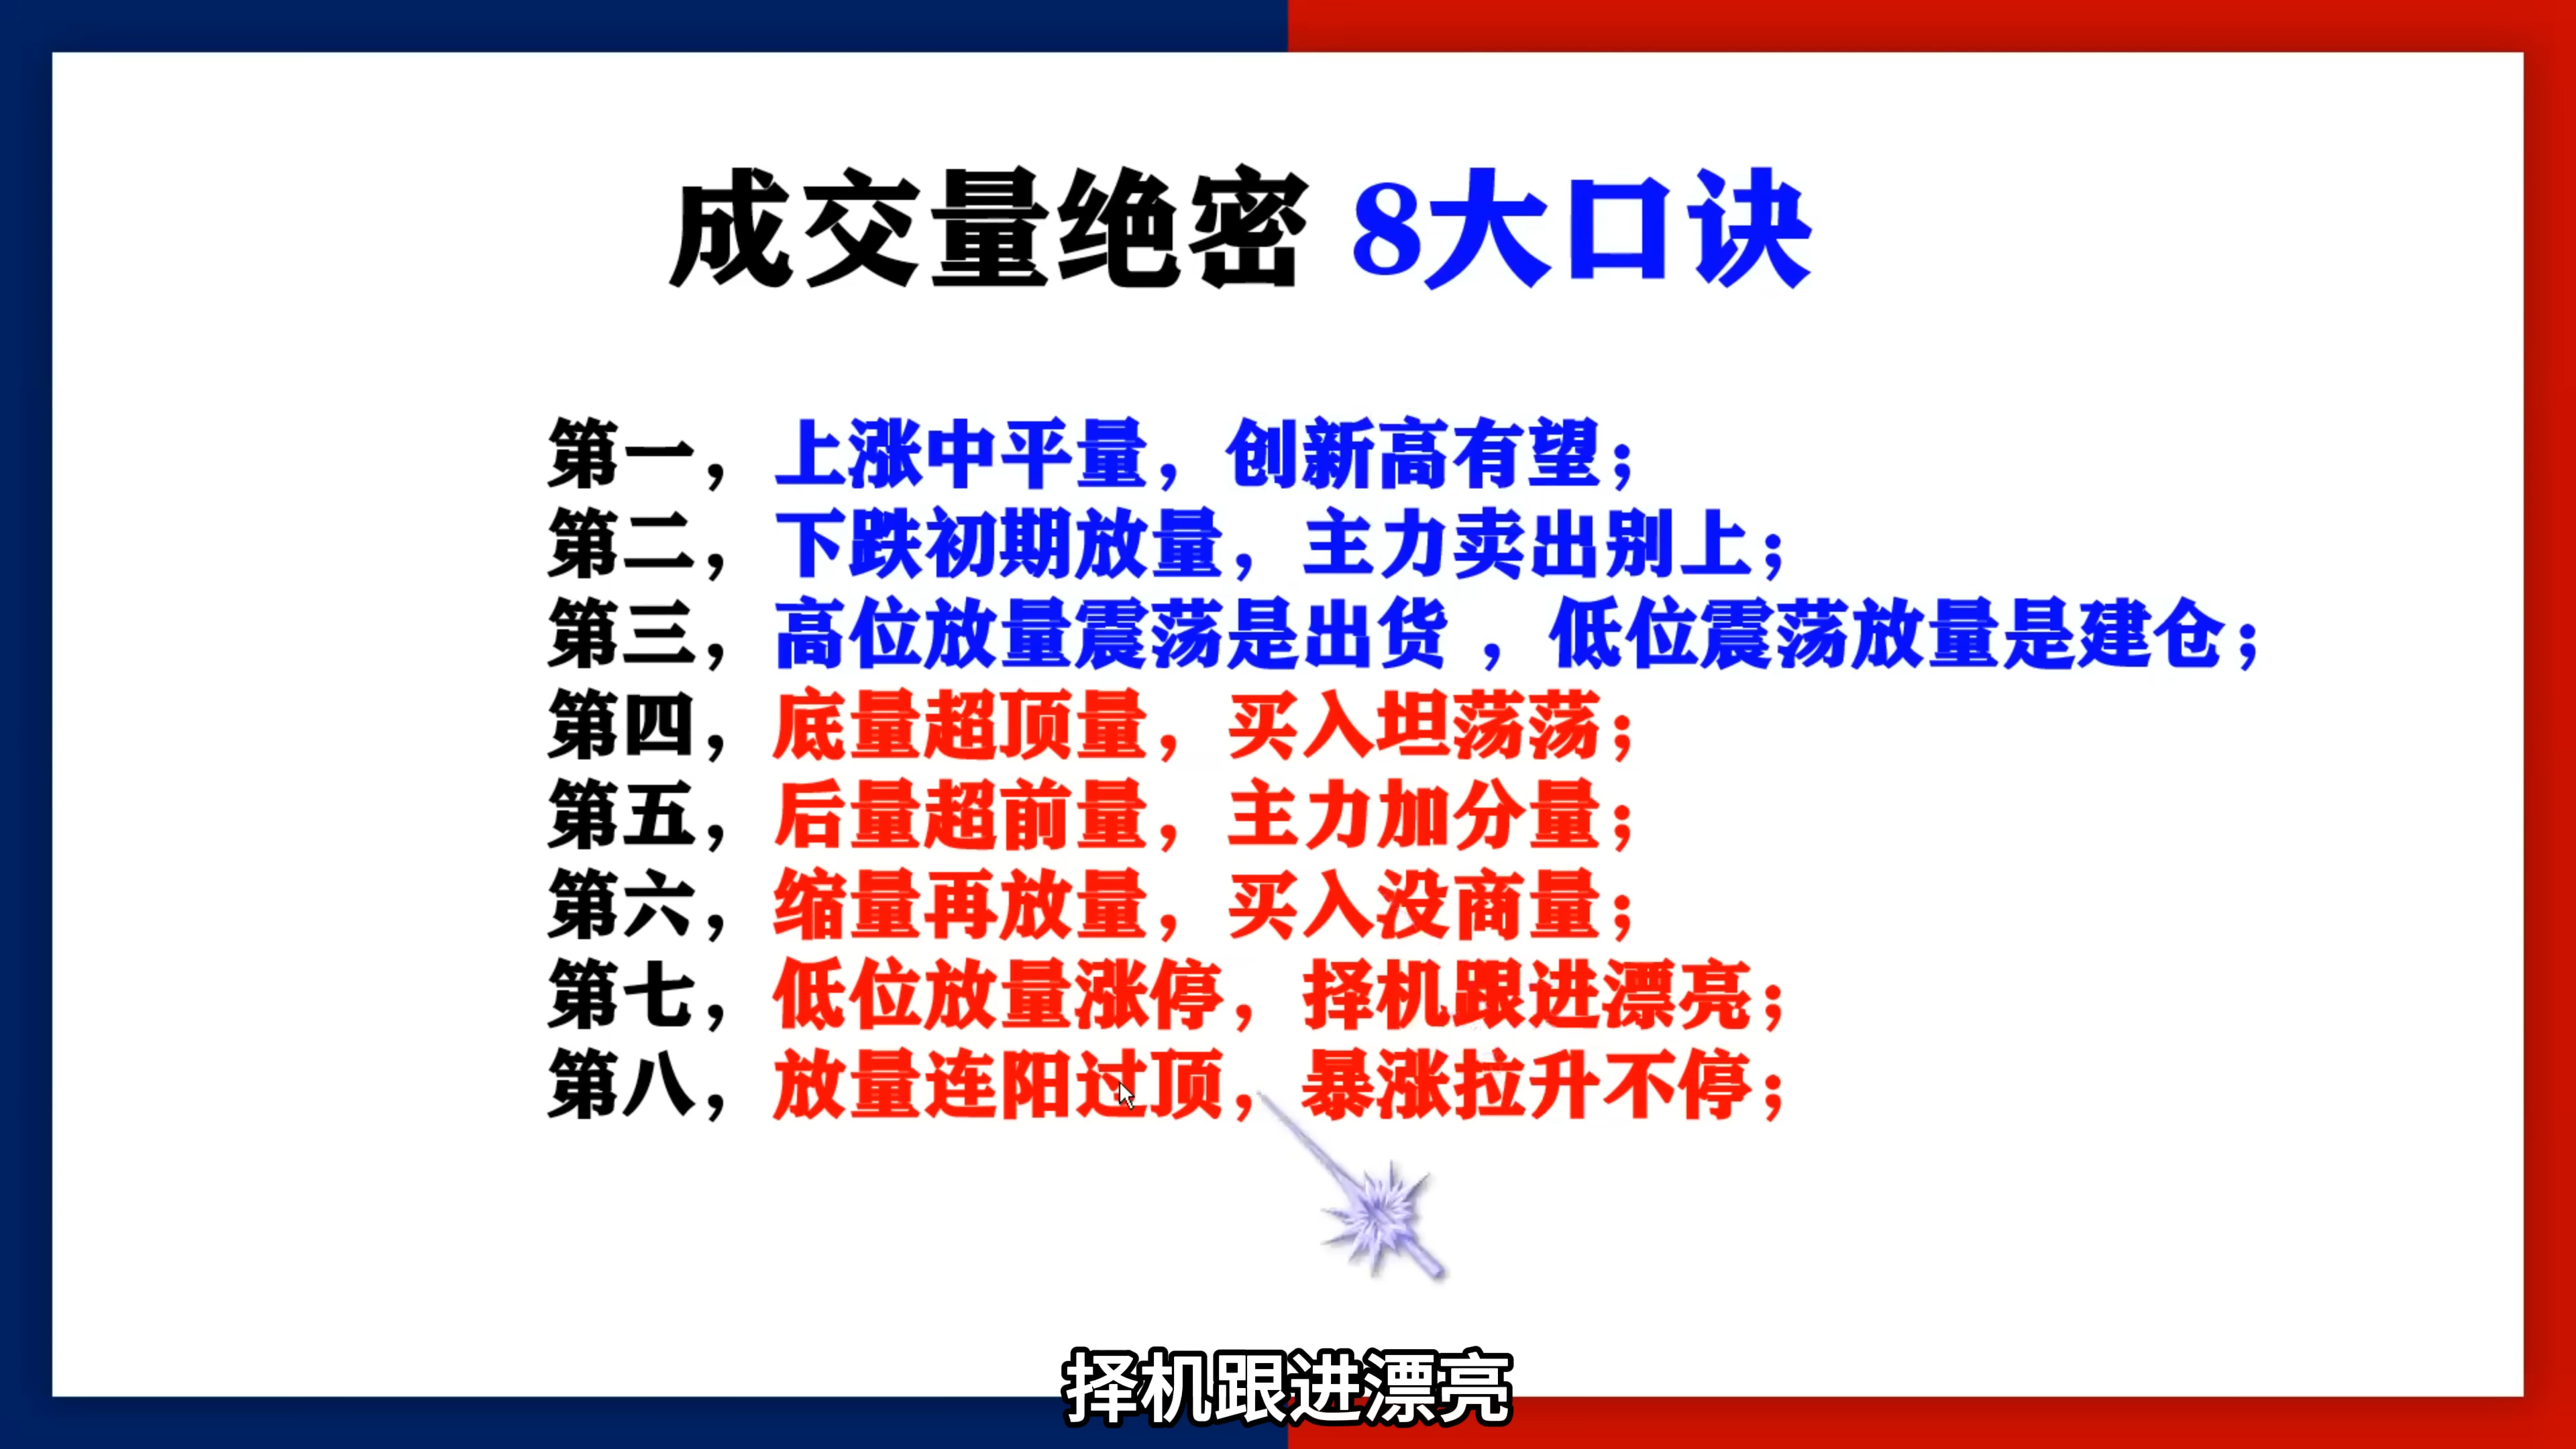 成交量绝密 8大口诀
第一，上涨中平量，创新高有望；
第二，下跌初期放量，主力卖出别上；
第三，高位放量震荡是出货 ，低位震荡放量是建仓；
第四，底量超顶量，买入坦荡荡；
第五，后量超前量，主力加分量；
第六，缩量再放量，买入没商量；
第七，低位放量涨停，择机跟进漂亮；
第八，放量连阳过顶，暴涨拉升不停；
择机跟进漂亮